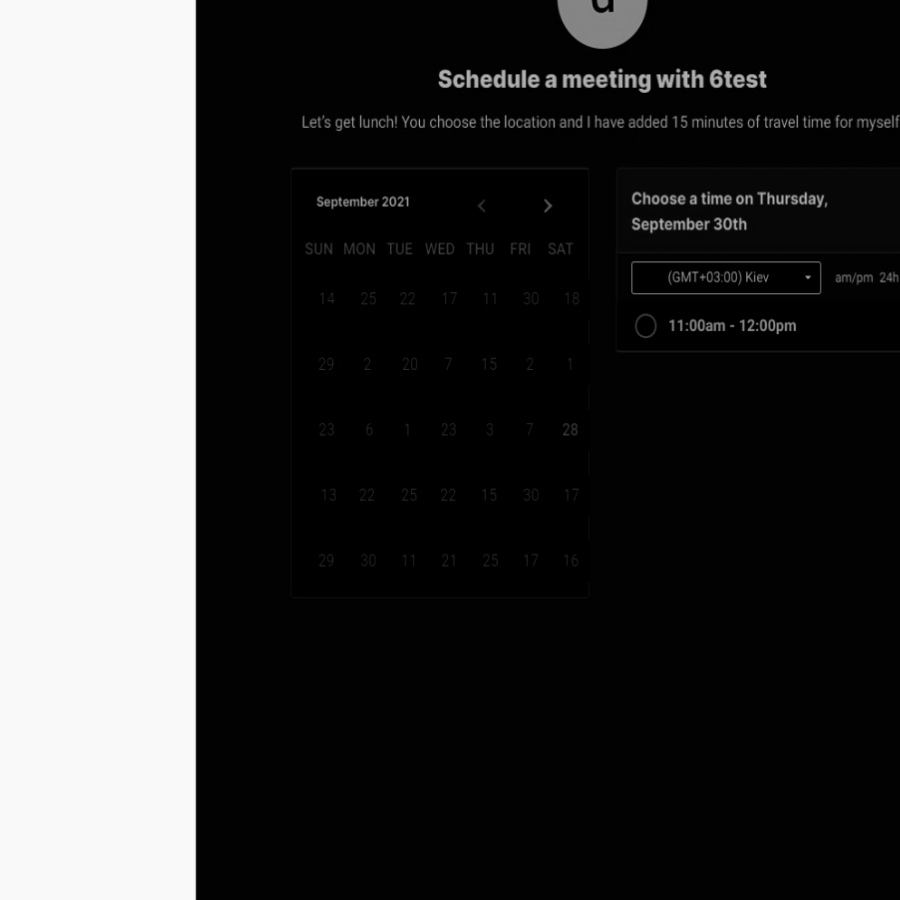 d
Schedule a meeting with 6test
Let's get lunch! You choose the location and I have added 15 minutes of travel time for myself
September 2021
SUN MON TUE WED THU FRI SAT
14 25 22 17 11 30 18
29 2 20 7 15 2 1
23 6 1 23 3 7 28
13 22 25 22 15 30 17
29 30 11 21 25 17 16
Choose a time on Thursday,
September 30th
(GMT+03:00) Kiev am/pm 24h
11:00am - 12:00pm